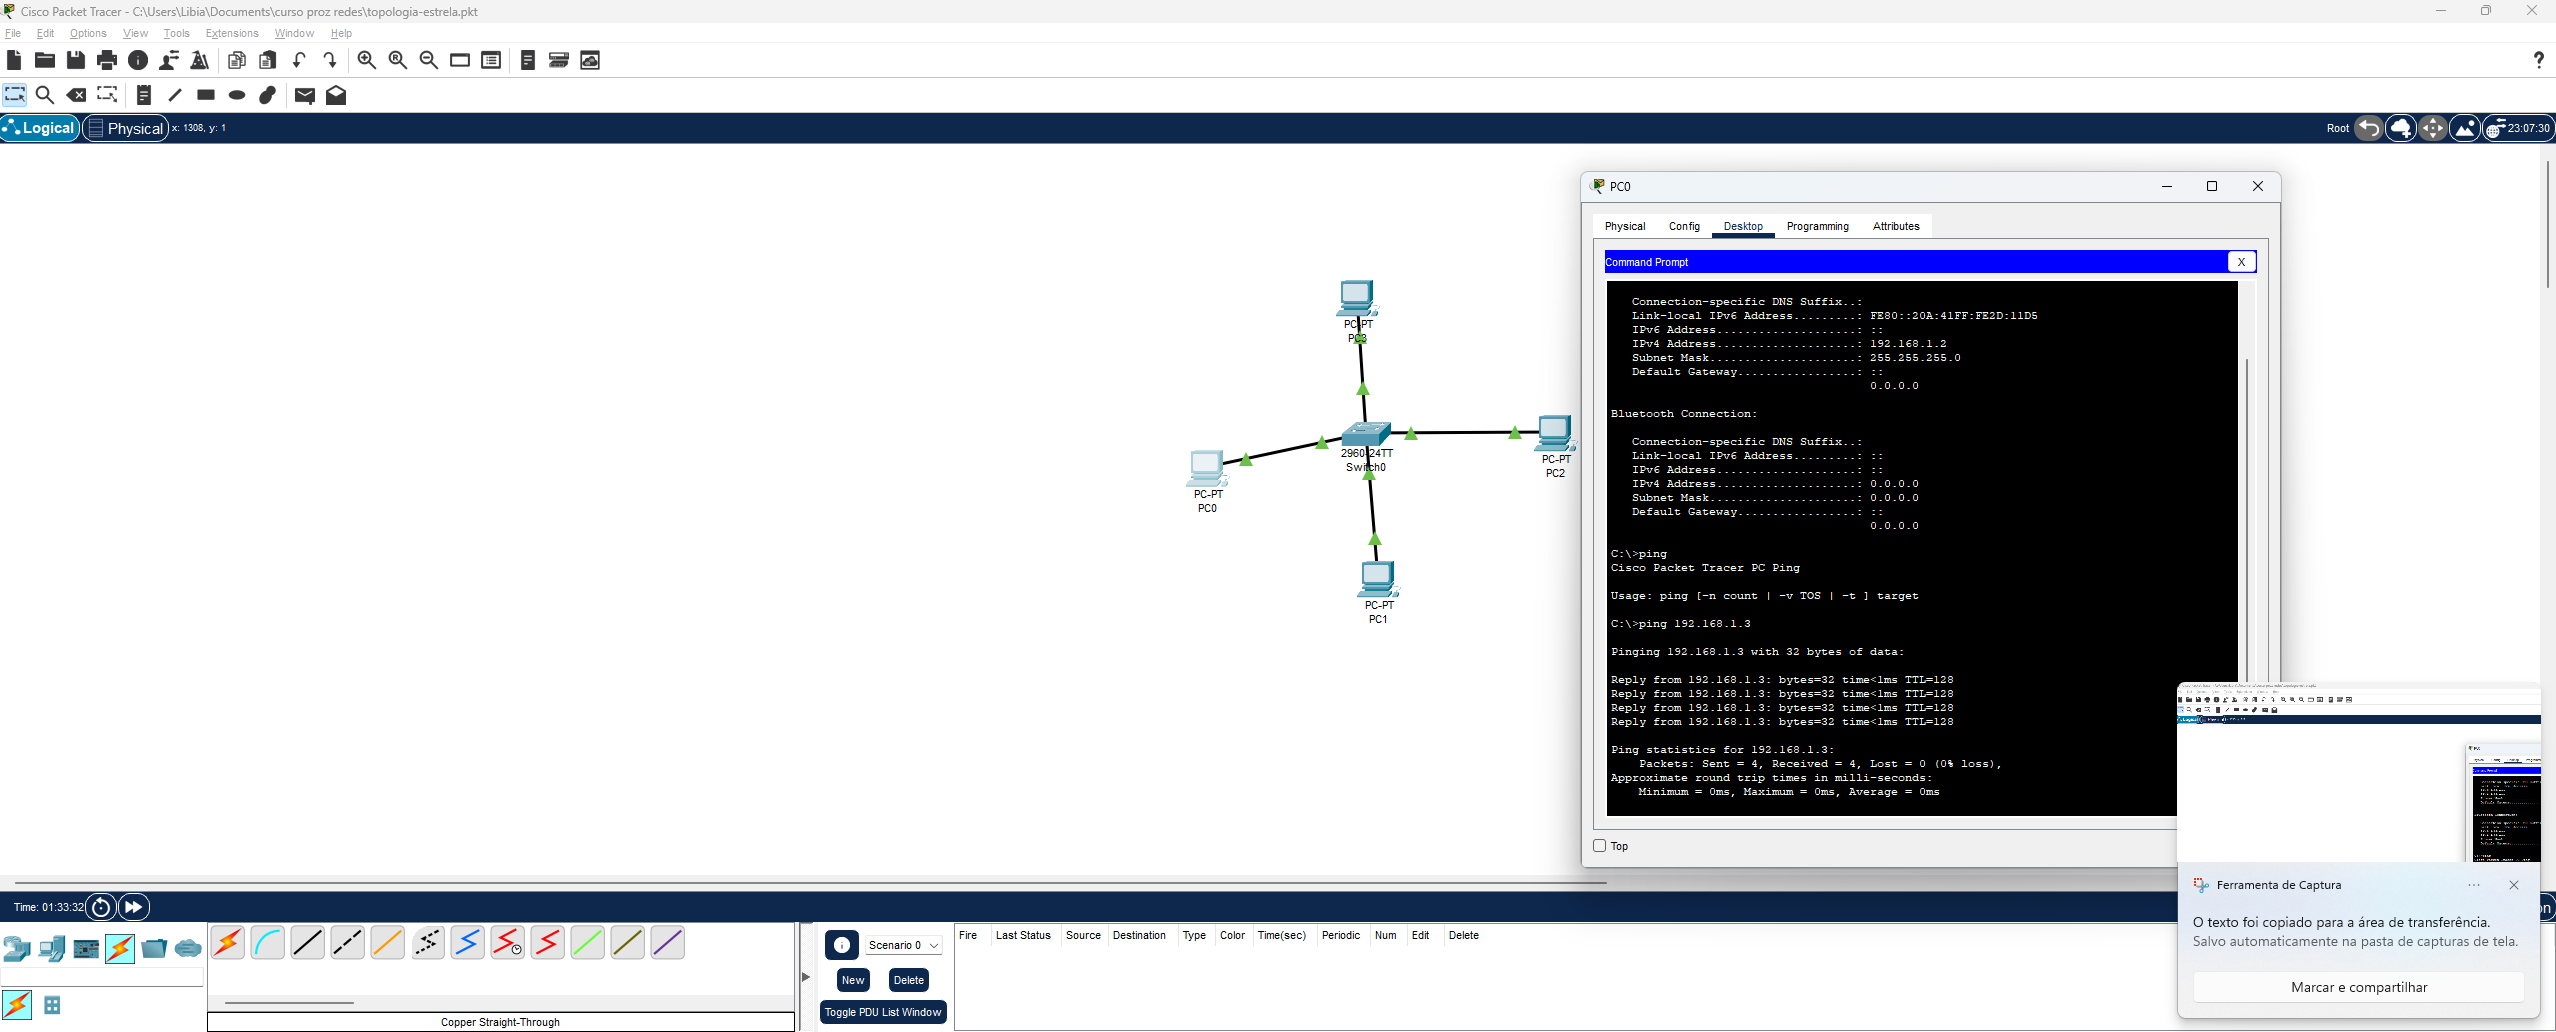 Cisco Packet Tracer - C:\Users\Libia\Documents\curso proz redes\topologia-estrela.pkt
File Edit Options View Tools Extensions Window Help
?
Logical Physical x: 1308, y: 1
Root 23:07:30
PC0
Physical Config Desktop Programming Attributes
Command Prompt X
Connection-specific DNS Suffix..:
Link-local IPv6 Address.........: FE80::20A:41FF:FE2D:11D5
IPv6 Address....................: ::
IPv4 Address....................: 192.168.1.2
Subnet Mask.....................: 255.255.255.0
Default Gateway.................: ::
0.0.0.0
Bluetooth Connection:
Connection-specific DNS Suffix..:
Link-local IPv6 Address.........: ::
IPv6 Address....................: ::
IPv4 Address....................: 0.0.0.0
Subnet Mask.....................: 0.0.0.0
Default Gateway.................: ::
0.0.0.0
C:\>ping
Cisco Packet Tracer PC Ping
Usage: ping [-n count | -v TOS | -t ] target
C:\>ping 192.168.1.3
Pinging 192.168.1.3 with 32 bytes of data:
Reply from 192.168.1.3: bytes=32 time<1ms TTL=128
Reply from 192.168.1.3: bytes=32 time<1ms TTL=128
Reply from 192.168.1.3: bytes=32 time<1ms TTL=128
Reply from 192.168.1.3: bytes=32 time<1ms TTL=128
Ping statistics for 192.168.1.3:
Packets: Sent = 4, Received = 4, Lost = 0 (0% loss),
Approximate round trip times in milli-seconds:
Minimum = 0ms, Maximum = 0ms, Average = 0ms
Top
PC-PT
PC3
2960-24TT
Switch0
PC-PT
PC2
PC-PT
PC0
PC-PT
PC1
Time: 01:33:32
Copper Straight-Through
Scenario 0
New Delete
Toggle PDU List Window
Fire Last Status Source Destination Type Color Time(sec) Periodic Num Edit Delete
Ferramenta de Captura
O texto foi copiado para a área de transferência.
Salvo automaticamente na pasta de capturas de tela.
Marcar e compartilhar